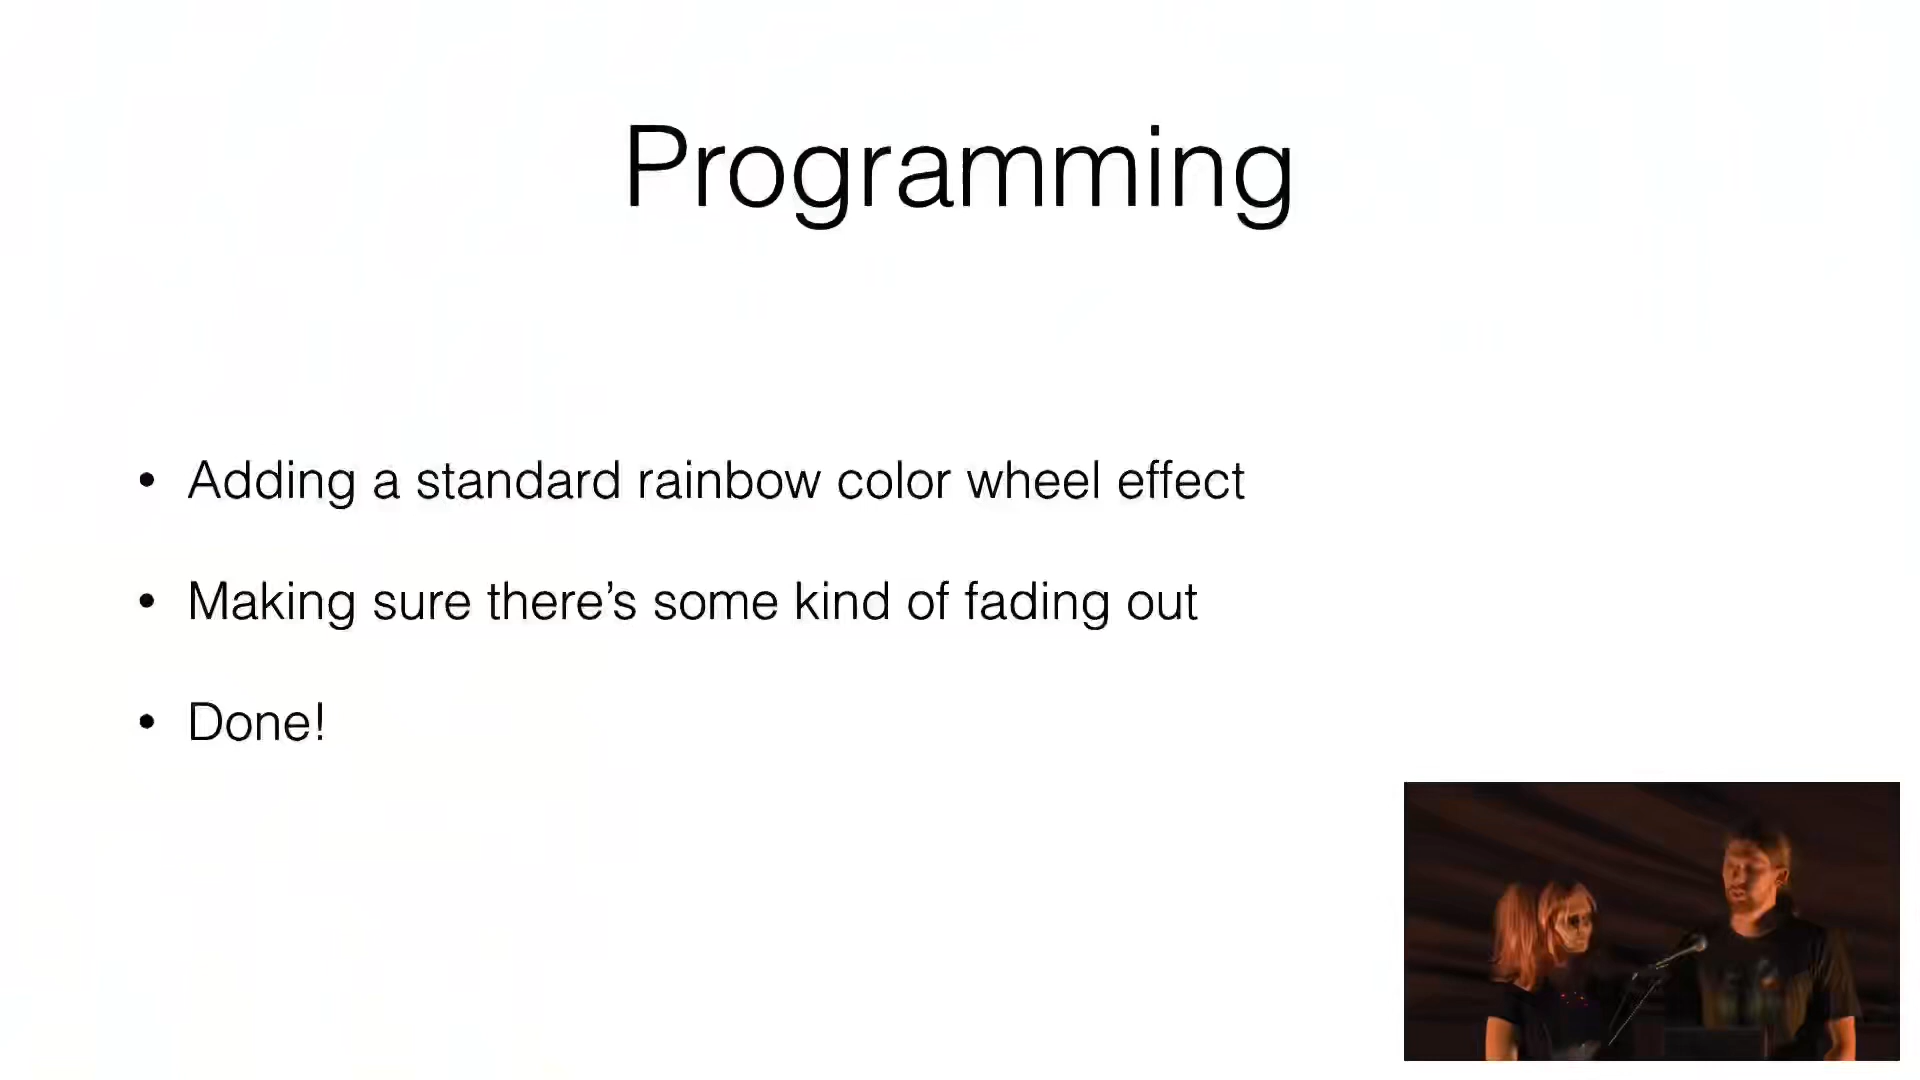 Programming
• Adding a standard rainbow color wheel effect
• Making sure there’s some kind of fading out
• Done!